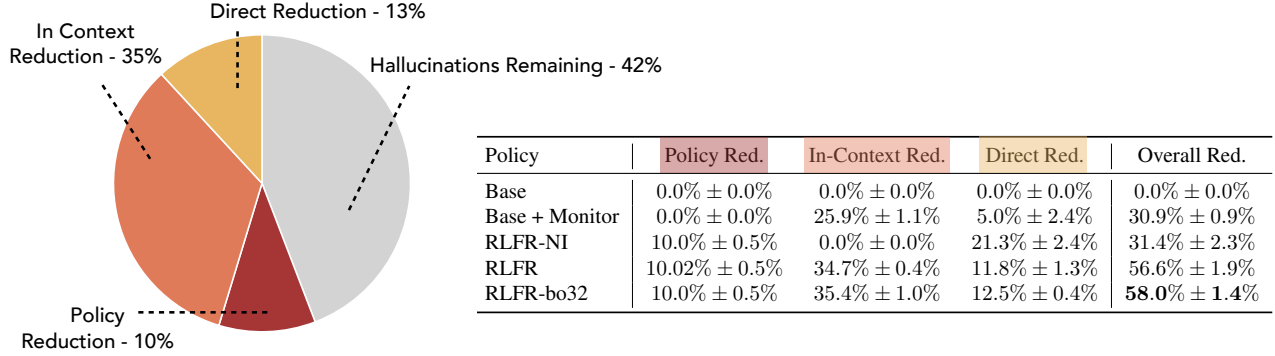 Direct Reduction - 13%
In Context
Reduction - 35%
Hallucinations Remaining - 42%
Policy
Reduction - 10%
Policy Policy Red. In-Context Red. Direct Red. Overall Red.
Base 0.0% ± 0.0% 0.0% ± 0.0% 0.0% ± 0.0% 0.0% ± 0.0%
Base + Monitor 0.0% ± 0.0% 25.9% ± 1.1% 5.0% ± 2.4% 30.9% ± 0.9%
RLFR-NI 10.0% ± 0.5% 0.0% ± 0.0% 21.3% ± 2.4% 31.4% ± 2.3%
RLFR 10.02% ± 0.5% 34.7% ± 0.4% 11.8% ± 1.3% 56.6% ± 1.9%
RLFR-bo32 10.0% ± 0.5% 35.4% ± 1.0% 12.5% ± 0.4% 58.0% ± 1.4%